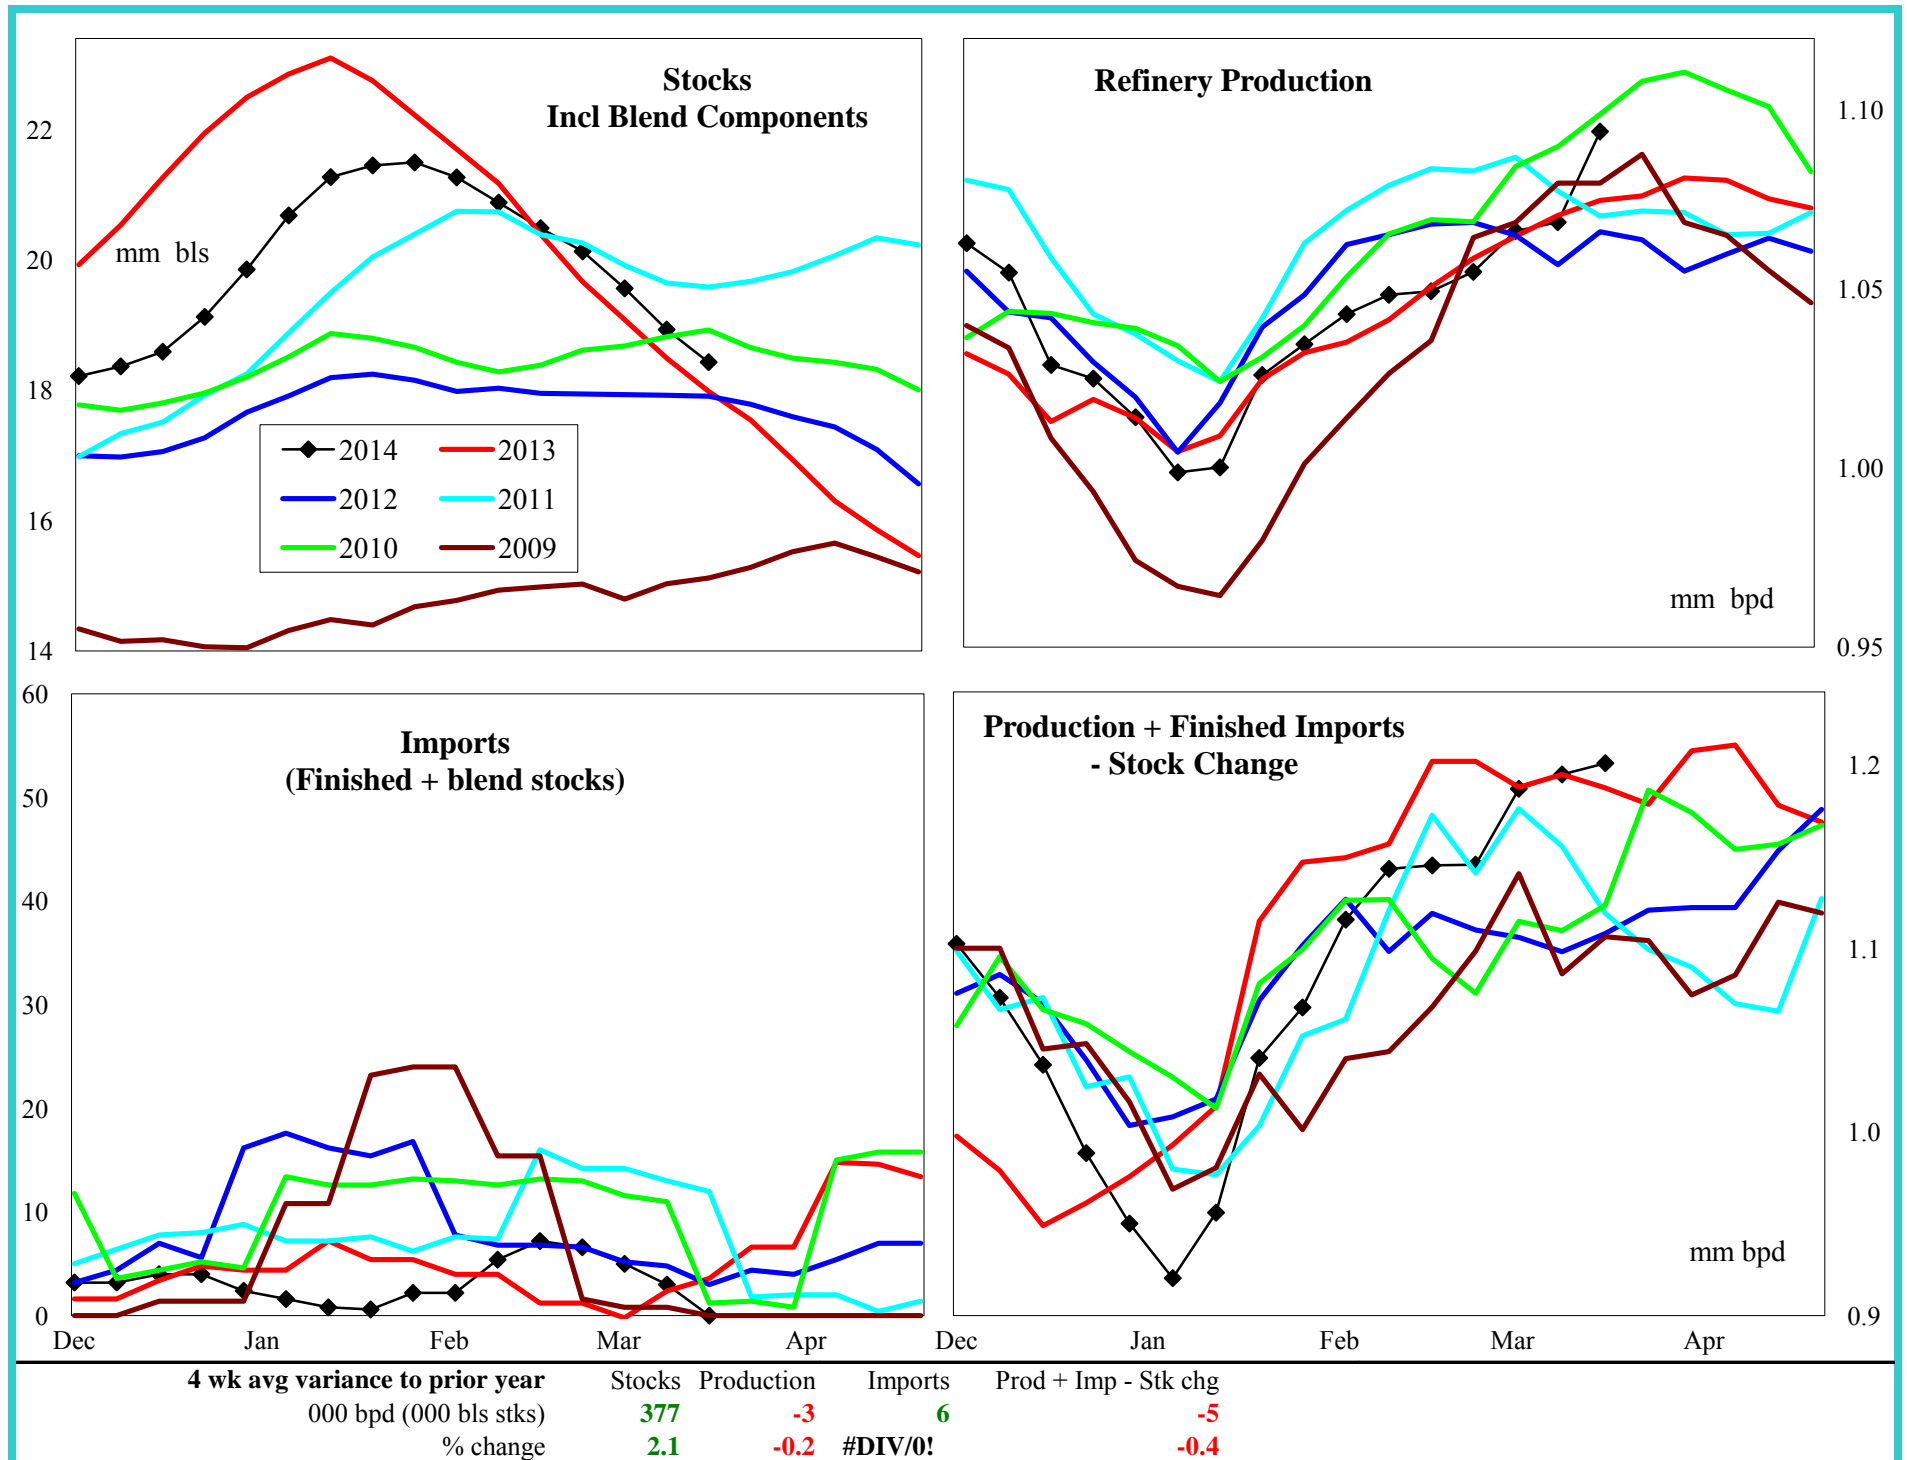 Stocks
Incl Blend Components
mm bls
22
20
18
16
14
2014 2013
2012 2011
2010 2009
Refinery Production
1.10
1.05
1.00
0.95
mm bpd
Imports
(Finished + blend stocks)
60
50
40
30
20
10
0
Dec Jan Feb Mar Apr
Production + Finished Imports
- Stock Change
1.2
1.1
1.0
0.9
mm bpd
Dec Jan Feb Mar Apr
4 wk avg variance to prior year Stocks Production Imports Prod + Imp - Stk chg
000 bpd (000 bls stks) 377 -3 6 -5
% change 2.1 -0.2 #DIV/0! -0.4